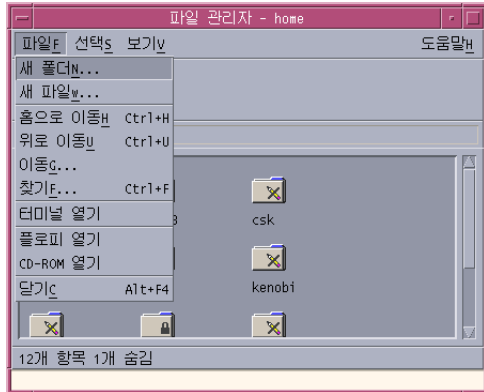 파일 관리자 - home
파일F 선택S 보기V 도움말H
새 폴더N...
새 파일W...
홈으로 이동H Ctrl+H
위로 이동U Ctrl+U
이동G...
찾기F... Ctrl+F
터미널 열기
플로피 열기
CD-ROM 열기
닫기C Alt+F4
csk
kenobi
12개 항목 1개 숨김